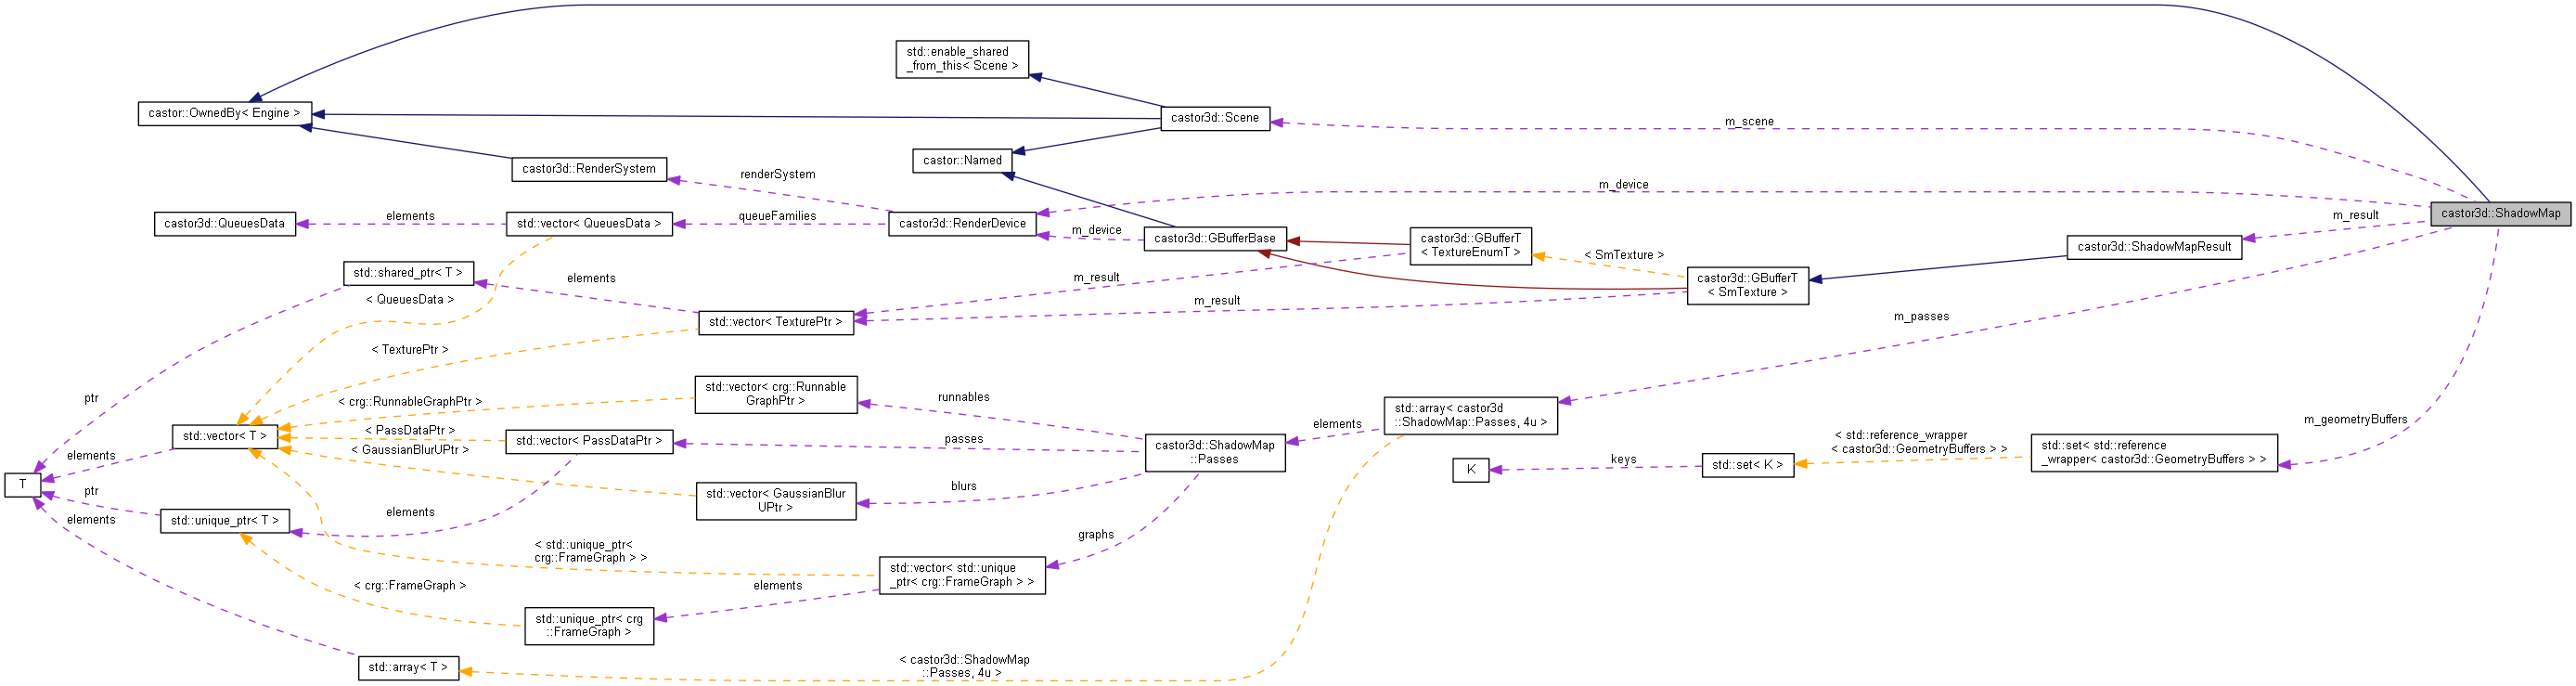 std::enable_shared
_from_this< Scene >
castor::OwnedBy< Engine >
castor3d::Scene
m_scene
castor::Named
castor3d::RenderSystem
renderSystem
m_device
castor3d::ShadowMap
castor3d::QueuesData
elements
std::vector< QueuesData >
queueFamilies
castor3d::RenderDevice
m_device
castor3d::GBufferBase
castor3d::GBufferT
< TextureEnumT >
m_result
castor3d::ShadowMapResult
< SmTexture >
std::shared_ptr< T >
elements
m_result
castor3d::GBufferT
< SmTexture >
< QueuesData >
m_result
std::vector< TexturePtr >
m_passes
< TexturePtr >
ptr
std::vector< crg::Runnable
GraphPtr >
runnables
< crg::RunnableGraphPtr >
std::array< castor3d
::ShadowMap::Passes, 4u >
m_geometryBuffers
std::vector< T >
< PassDataPtr >
std::vector< PassDataPtr >
passes
castor3d::ShadowMap
::Passes
elements
< std::reference_wrapper
< castor3d::GeometryBuffers > >
std::set< std::reference
_wrapper< castor3d::GeometryBuffers > >
elements
< GaussianBlurUPtr >
K
keys
std::set< K >
T
ptr
std::vector< GaussianBlur
UPtr >
blurs
elements
std::unique_ptr< T >
elements
graphs
< std::unique_ptr<
crg::FrameGraph > >
std::vector< std::unique
_ptr< crg::FrameGraph > >
< crg::FrameGraph >
elements
std::unique_ptr< crg
::FrameGraph >
std::array< T >
< castor3d::ShadowMap
::Passes, 4u >